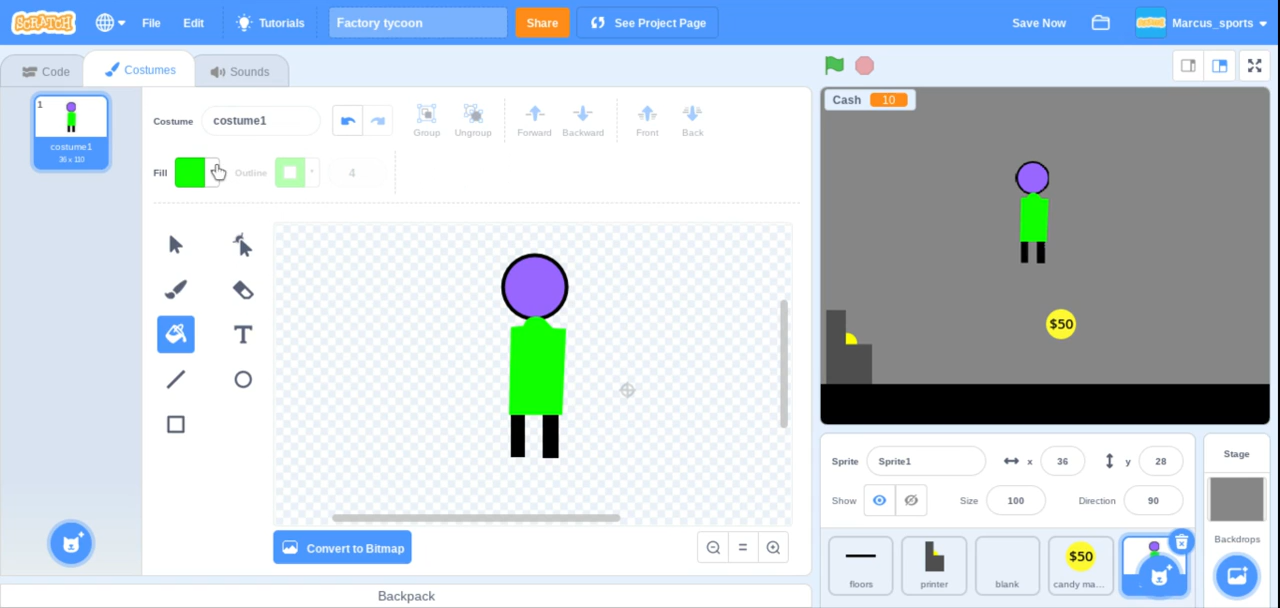 SCRATCH
File
Edit
Tutorials
Factory tycoon
Share
See Project Page
Save Now
Marcus_sports
Code
Costumes
Sounds
1
costume1
36 x 110
Costume
costume1
Group
Ungroup
Forward
Backward
Front
Back
Fill
Outline
4
Convert to Bitmap
Backpack
Cash 10
$50
Sprite
Sprite1
x
36
y
28
Show
Size
100
Direction
90
Stage
Backdrops
floors
printer
blank
$50
candy ma...